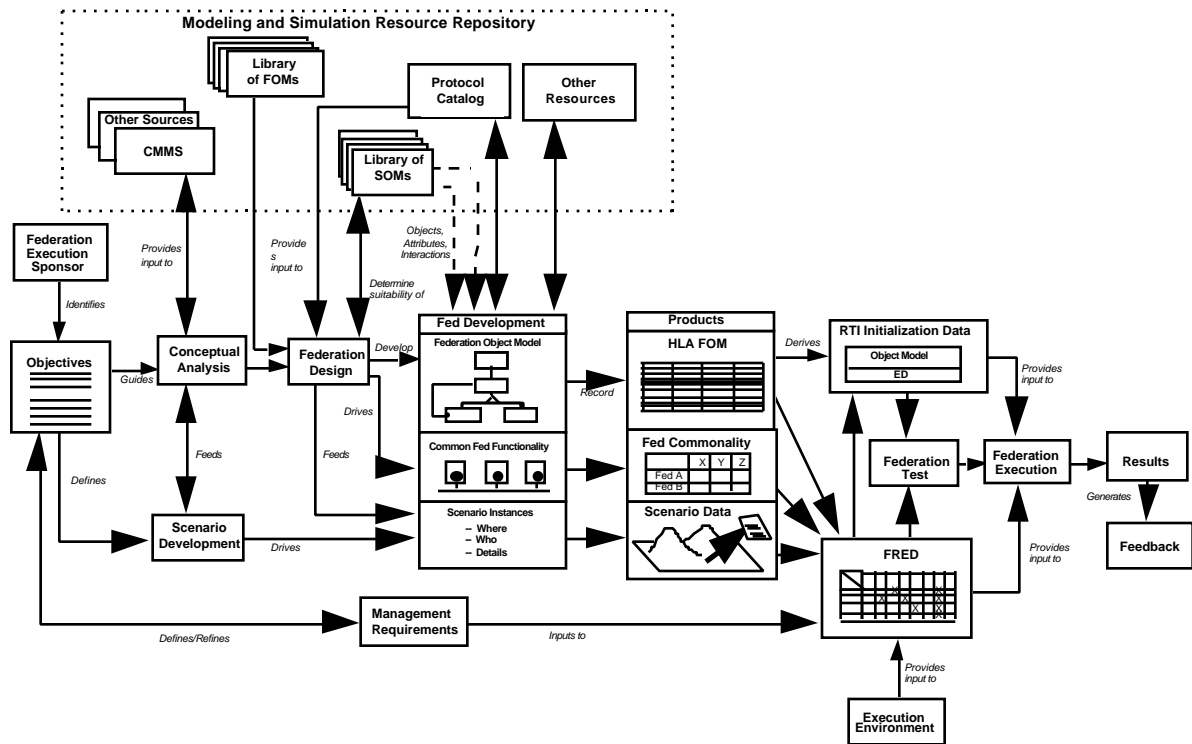 Modeling and Simulation Resource Repository
Library
of FOMs
Protocol
Catalog
Other
Resources
Other Sources
CMMS
Library of
SOMs
Federation
Execution
Sponsor
Provides
input to
Provide
s
input to
Objects,
Attributes,
Interactions
Identifies
Determine
suitability of
Objectives
Guides
Conceptual
Analysis
Federation
Design
Develop
Fed Development
Federation Object Model
Products
HLA FOM
Record
Derives
RTI Initialization Data
Object Model
ED
Provides
input to
Drives
Feeds
Feeds
Common Fed Functionality
Fed Commonality
X Y Z
Fed A
Fed B
Federation
Test
Federation
Execution
Results
Generates
Feedback
Defines
Scenario
Development
Drives
Scenario Instances
– Where
– Who
– Details
Scenario Data
FRED
X X
X X X
X X
Provides
input to
Defines/Refines
Management
Requirements
Inputs to
Provides
input to
Execution
Environment